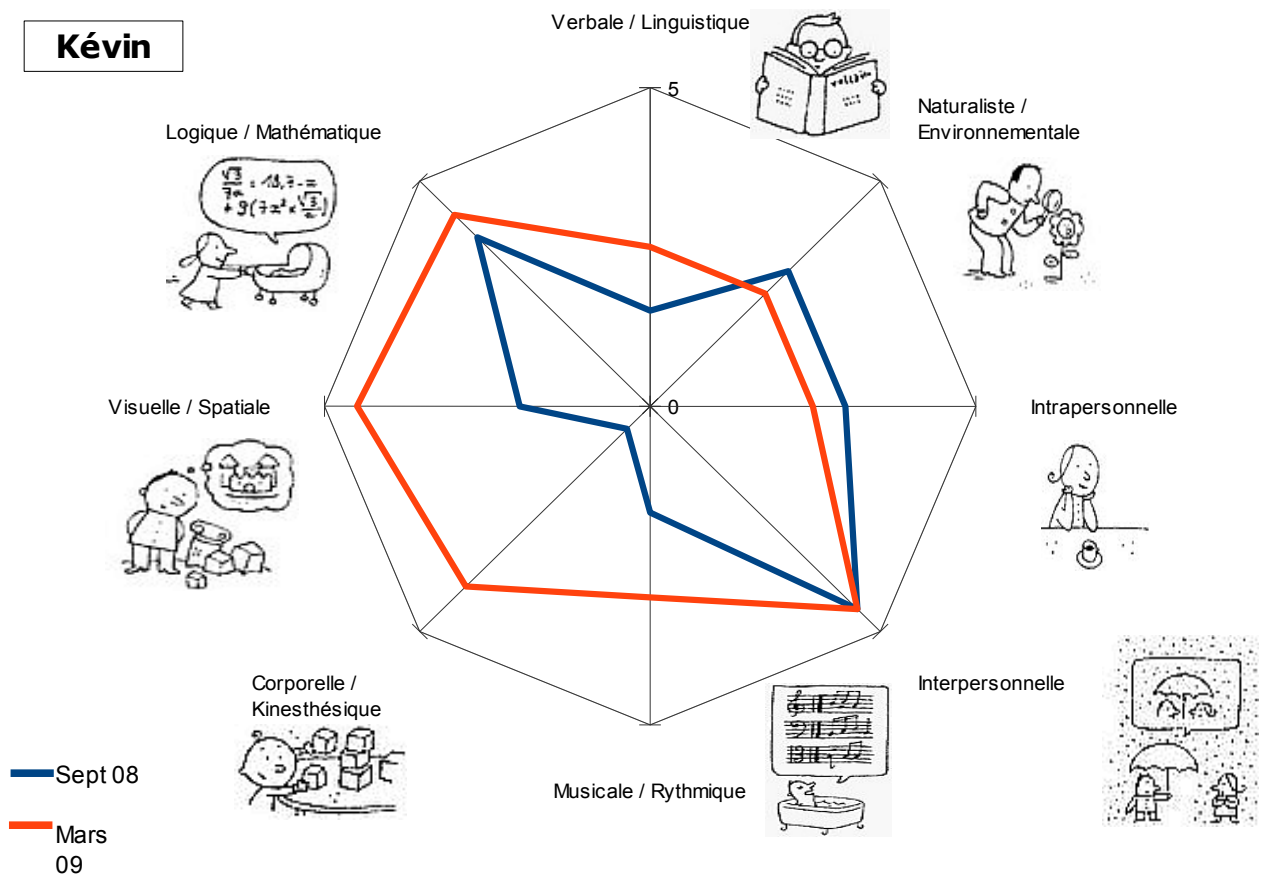 Kévin
Verbale / Linguistique
5
Naturaliste /
Environnementale
Logique / Mathématique
Visuelle / Spatiale
0
Intrapersonnelle
Corporelle /
Kinesthésique
Interpersonnelle
Musicale / Rythmique
Sept 08
Mars
09